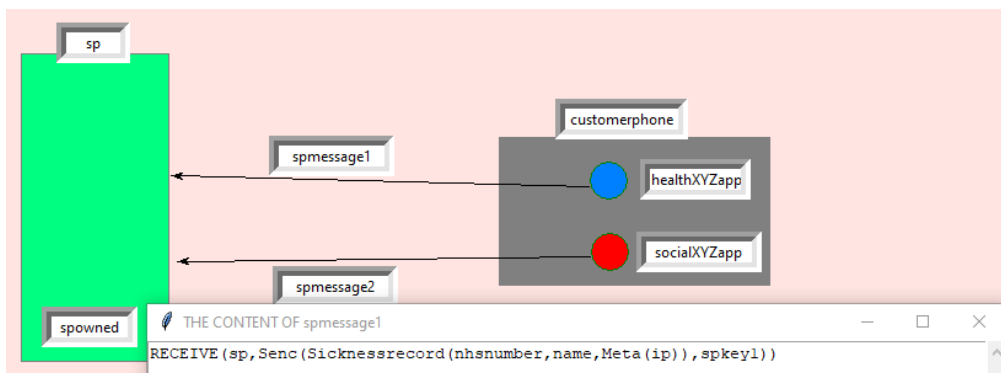 sp
customerphone
spmessage1
healthXYZapp
socialXYZapp
spmessage2
spowned
THE CONTENT OF spmessage1
RECEIVE(sp,Senc(Sicknessrecord(nhsnumber,name,Meta(ip)),spkey1))